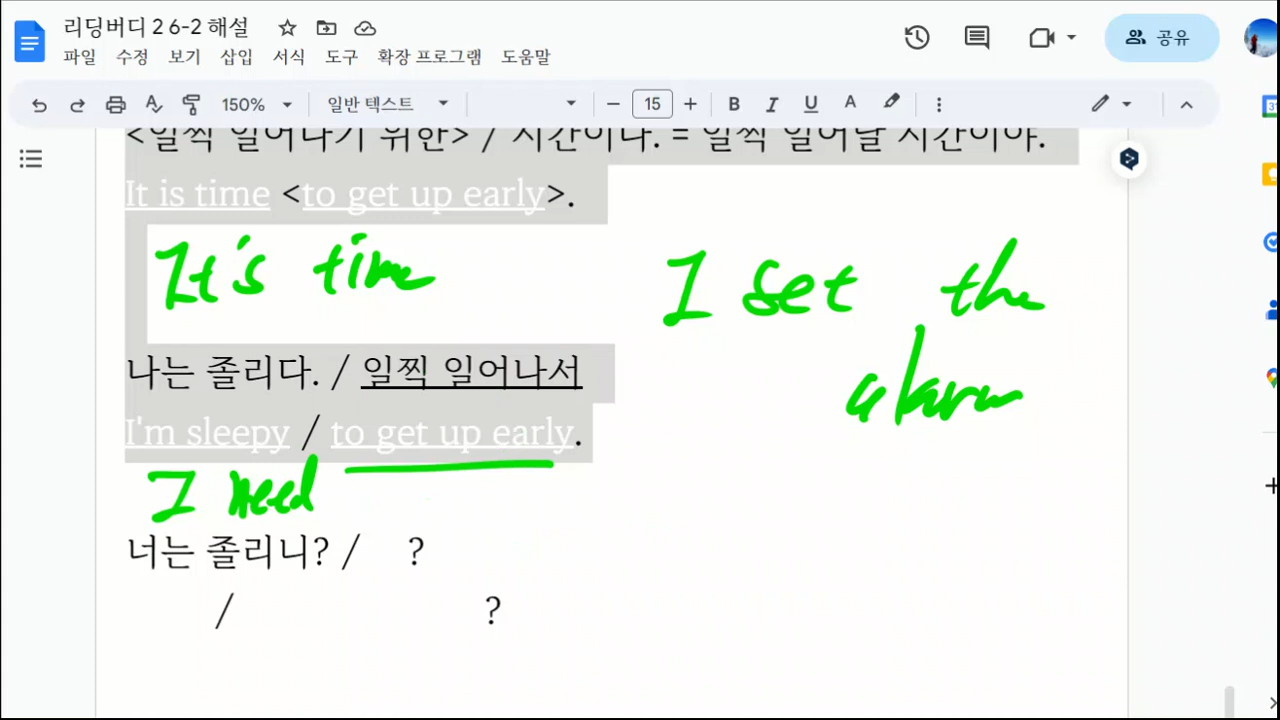 리딩버디 2 6-2 해설
파일 수정 보기 삽입 서식 도구 확장 프로그램 도움말
공유
150% 일반 텍스트 − 15 + B I U A
<일찍 일어나기 위한> / 시간이다. = 일찍 일어날 시간이야.
It is time <to get up early>.
It's time
I set the
alarm
나는 졸리다. / 일찍 일어나서
I'm sleepy / to get up early.
I need
너는 졸리니? / ?
/ ?